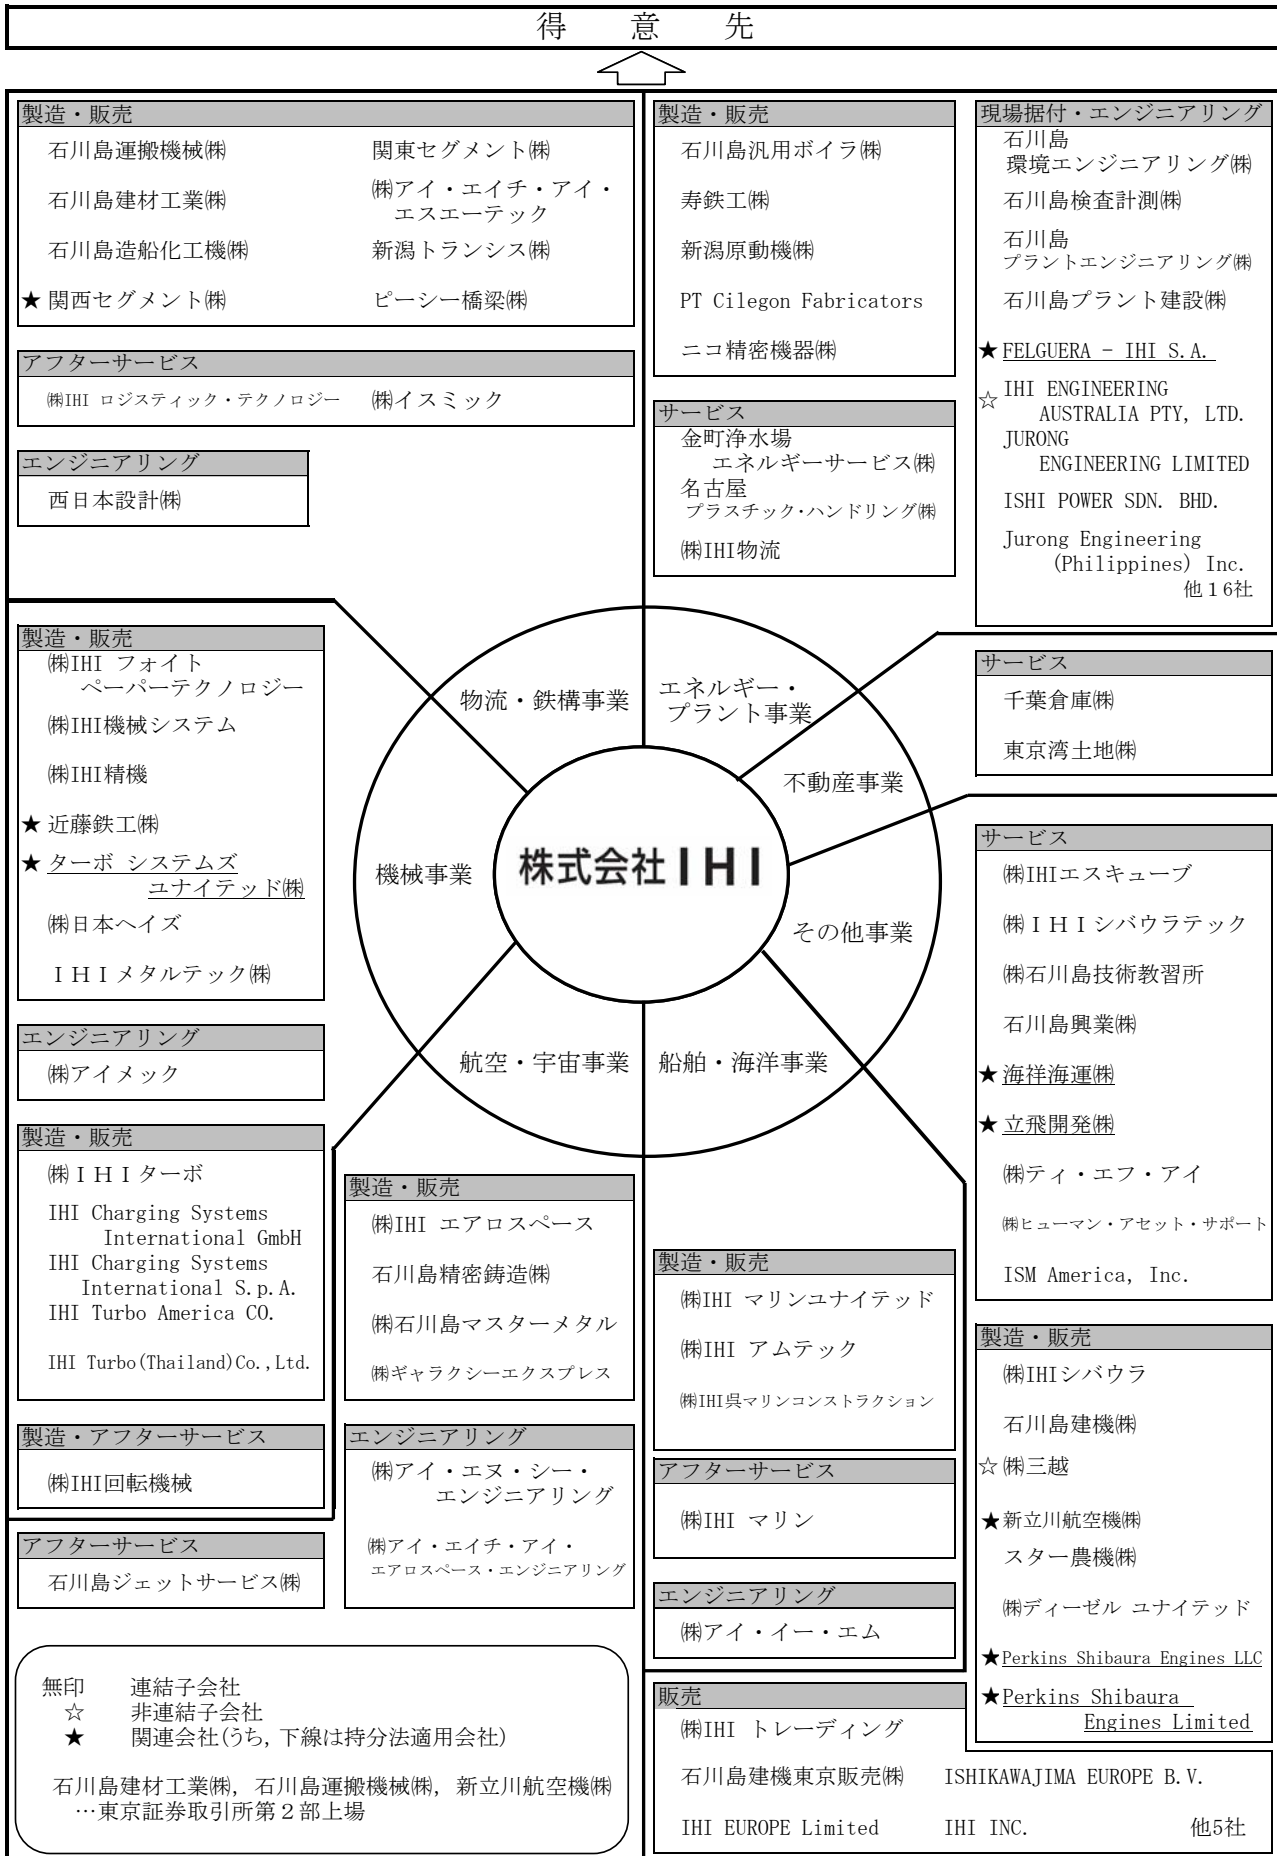 得 意 先
製造・販売
石川島運搬機械㈱
関東セグメント㈱
石川島建材工業㈱
㈱アイ・エイチ・アイ・
エスエーテック
石川島造船化工機㈱
新潟トランシス㈱
★ 関西セグメント㈱
ピーシー橋梁㈱
アフターサービス
㈱IHI ロジスティック・テクノロジー
㈱イスミック
エンジニアリング
西日本設計㈱
製造・販売
石川島汎用ボイラ㈱
寿鉄工㈱
新潟原動機㈱
PT Cilegon Fabricators
ニコ精密機器㈱
サービス
金町浄水場
エネルギーサービス㈱
名古屋
プラスチック・ハンドリング㈱
㈱IHI物流
現場据付・エンジニアリング
石川島
環境エンジニアリング㈱
石川島検査計測㈱
石川島
プラントエンジニアリング㈱
石川島プラント建設㈱
★ FELGUERA - IHI S.A.
☆ IHI ENGINEERING
AUSTRALIA PTY, LTD.
JURONG
ENGINEERING LIMITED
ISHI POWER SDN. BHD.
Jurong Engineering
(Philippines) Inc.
他16社
製造・販売
㈱IHI フォイト
ペーパーテクノロジー
㈱IHI機械システム
㈱IHI精機
★ 近藤鉄工㈱
★ ターボ システムズ
ユナイテッド㈱
㈱日本ヘイズ
ＩＨＩメタルテック㈱
エンジニアリング
㈱アイメック
製造・販売
㈱ＩＨＩターボ
IHI Charging Systems
International GmbH
IHI Charging Systems
International S.p.A.
IHI Turbo America CO.
IHI Turbo(Thailand)Co.,Ltd.
製造・アフターサービス
㈱IHI回転機械
アフターサービス
石川島ジェットサービス㈱
物流・鉄構事業
エネルギー・
プラント事業
不動産事業
機械事業
株式会社ＩＨＩ
その他事業
航空・宇宙事業
船舶・海洋事業
サービス
千葉倉庫㈱
東京湾土地㈱
サービス
㈱IHIエスキューブ
㈱ＩＨＩシバウラテック
㈱石川島技術教習所
石川島興業㈱
★ 海祥海運㈱
★ 立飛開発㈱
㈱ティ・エフ・アイ
㈱ヒューマン・アセット・サポート
ISM America, Inc.
製造・販売
㈱IHIシバウラ
石川島建機㈱
☆ ㈱三越
★ 新立川航空機㈱
スター農機㈱
㈱ディーゼル ユナイテッド
★ Perkins Shibaura Engines LLC
★ Perkins Shibaura
Engines Limited
製造・販売
㈱IHI エアロスペース
石川島精密鋳造㈱
㈱石川島マスターメタル
㈱ギャラクシーエクスプレス
エンジニアリング
㈱アイ・エヌ・シー・
エンジニアリング
㈱アイ・エイチ・アイ・
エアロスペース・エンジニアリング
製造・販売
㈱IHI マリンユナイテッド
㈱IHI アムテック
㈱IHI呉マリンコンストラクション
アフターサービス
㈱IHI マリン
エンジニアリング
㈱アイ・イー・エム
販売
㈱IHI トレーディング
石川島建機東京販売㈱
ISHIKAWAJIMA EUROPE B.V.
IHI EUROPE Limited
IHI INC.
他5社
無印 連結子会社
☆ 非連結子会社
★ 関連会社(うち, 下線は持分法適用会社)
石川島建材工業㈱, 石川島運搬機械㈱, 新立川航空機㈱
…東京証券取引所第２部上場